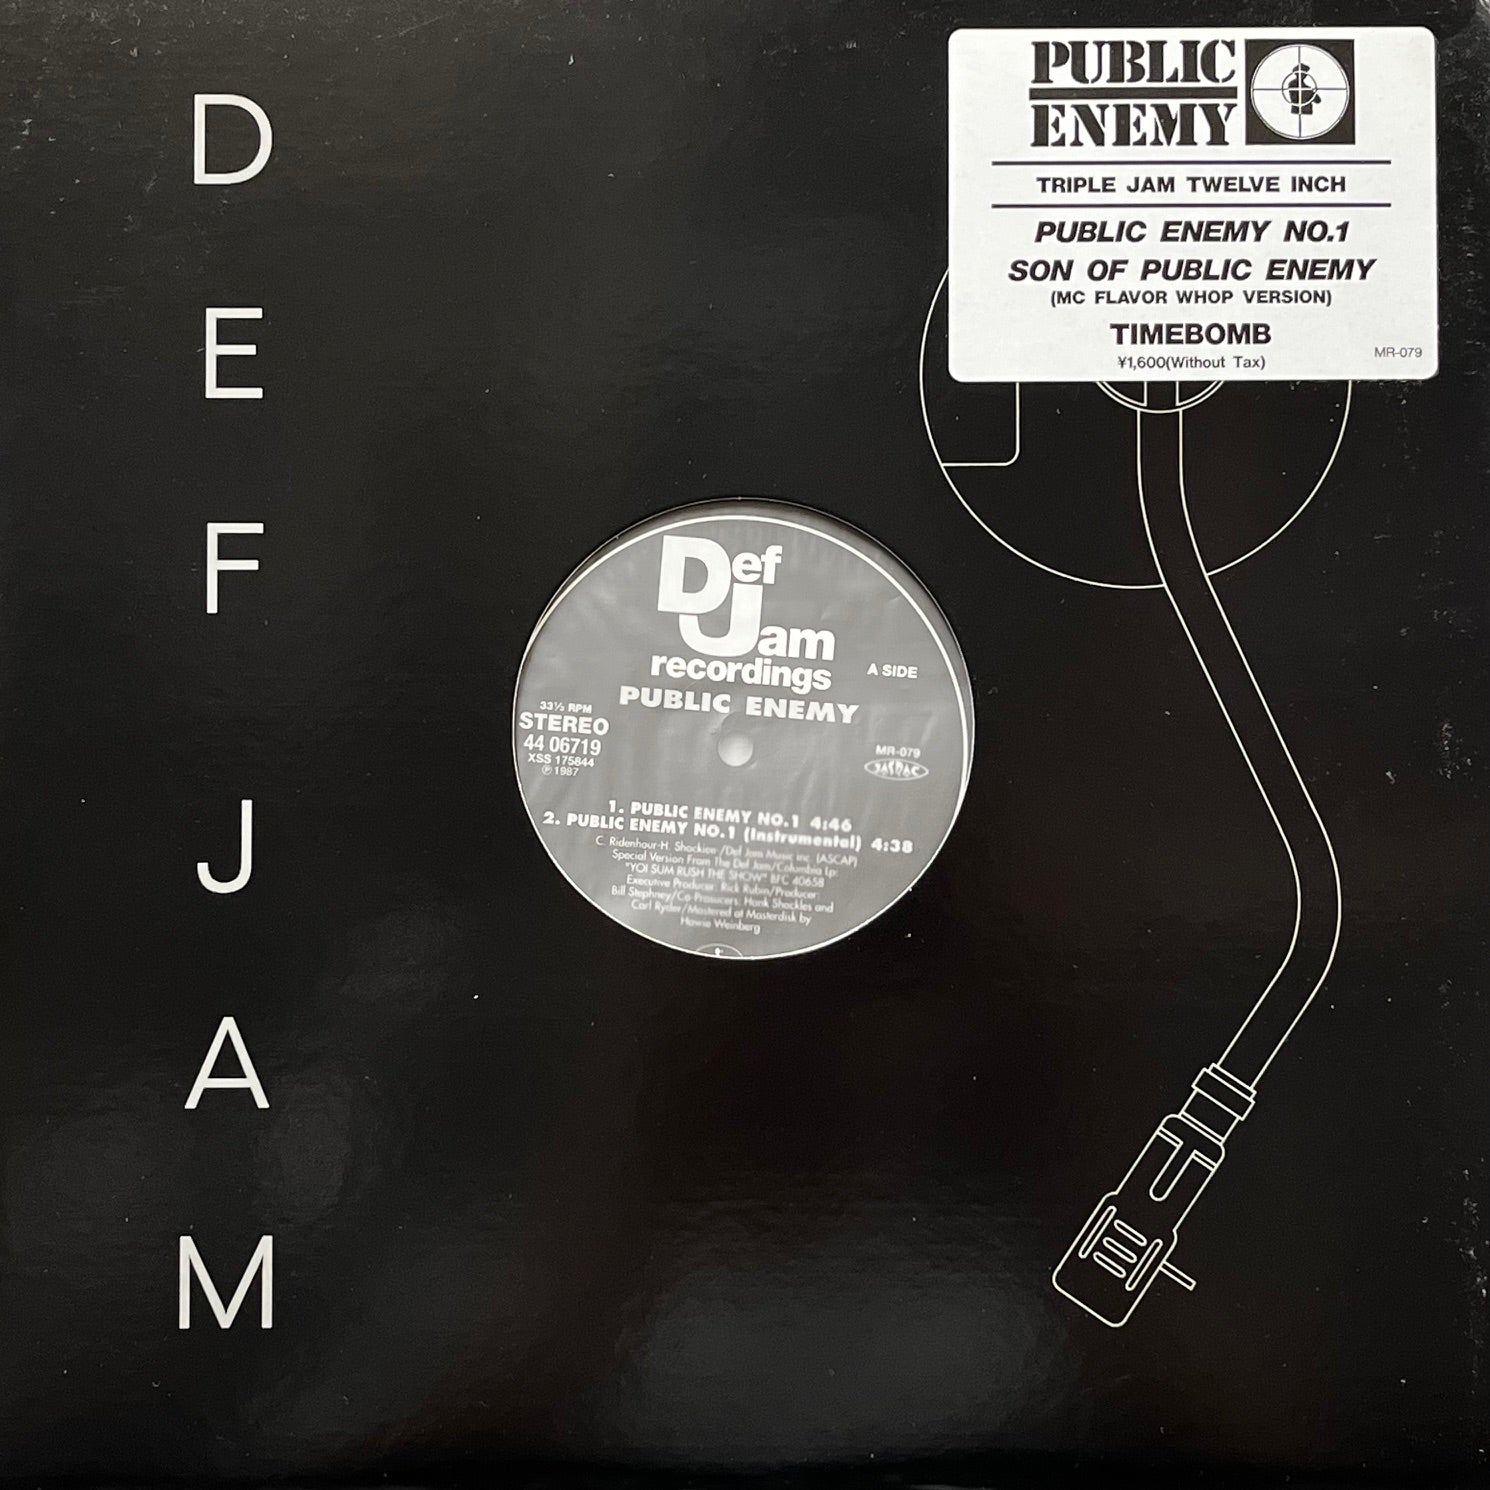 DEF JAM
PUBLIC
ENEMY
TRIPLE JAM TWELVE INCH
PUBLIC ENEMY NO.1
SON OF PUBLIC ENEMY
(MC FLAVOR WHOP VERSION)
TIMEBOMB
¥1,600(Without Tax)
MR-079
Def
Jam
recordings
A SIDE
PUBLIC ENEMY
33⅓ RPM
STEREO
44 06719
XSS 175844
℗ 1987
MR-079
JASRAC
1. PUBLIC ENEMY NO.1 4:46
2. PUBLIC ENEMY NO.1 (Instrumental) 4:38
C. Ridenhour-H. Shocklee/Def Jam Music inc. (ASCAP)
Special Version From The Def Jam/Columbia Lp:
"YO! SUM RUSH THE SHOW" BFC 40658
Executive Producer: Rick Rubin/Producer:
Bill Stephney/Co Producers: Hank Shocklee and
Carl Ryder/Mastered at Masterdisk by
Howie Weinberg